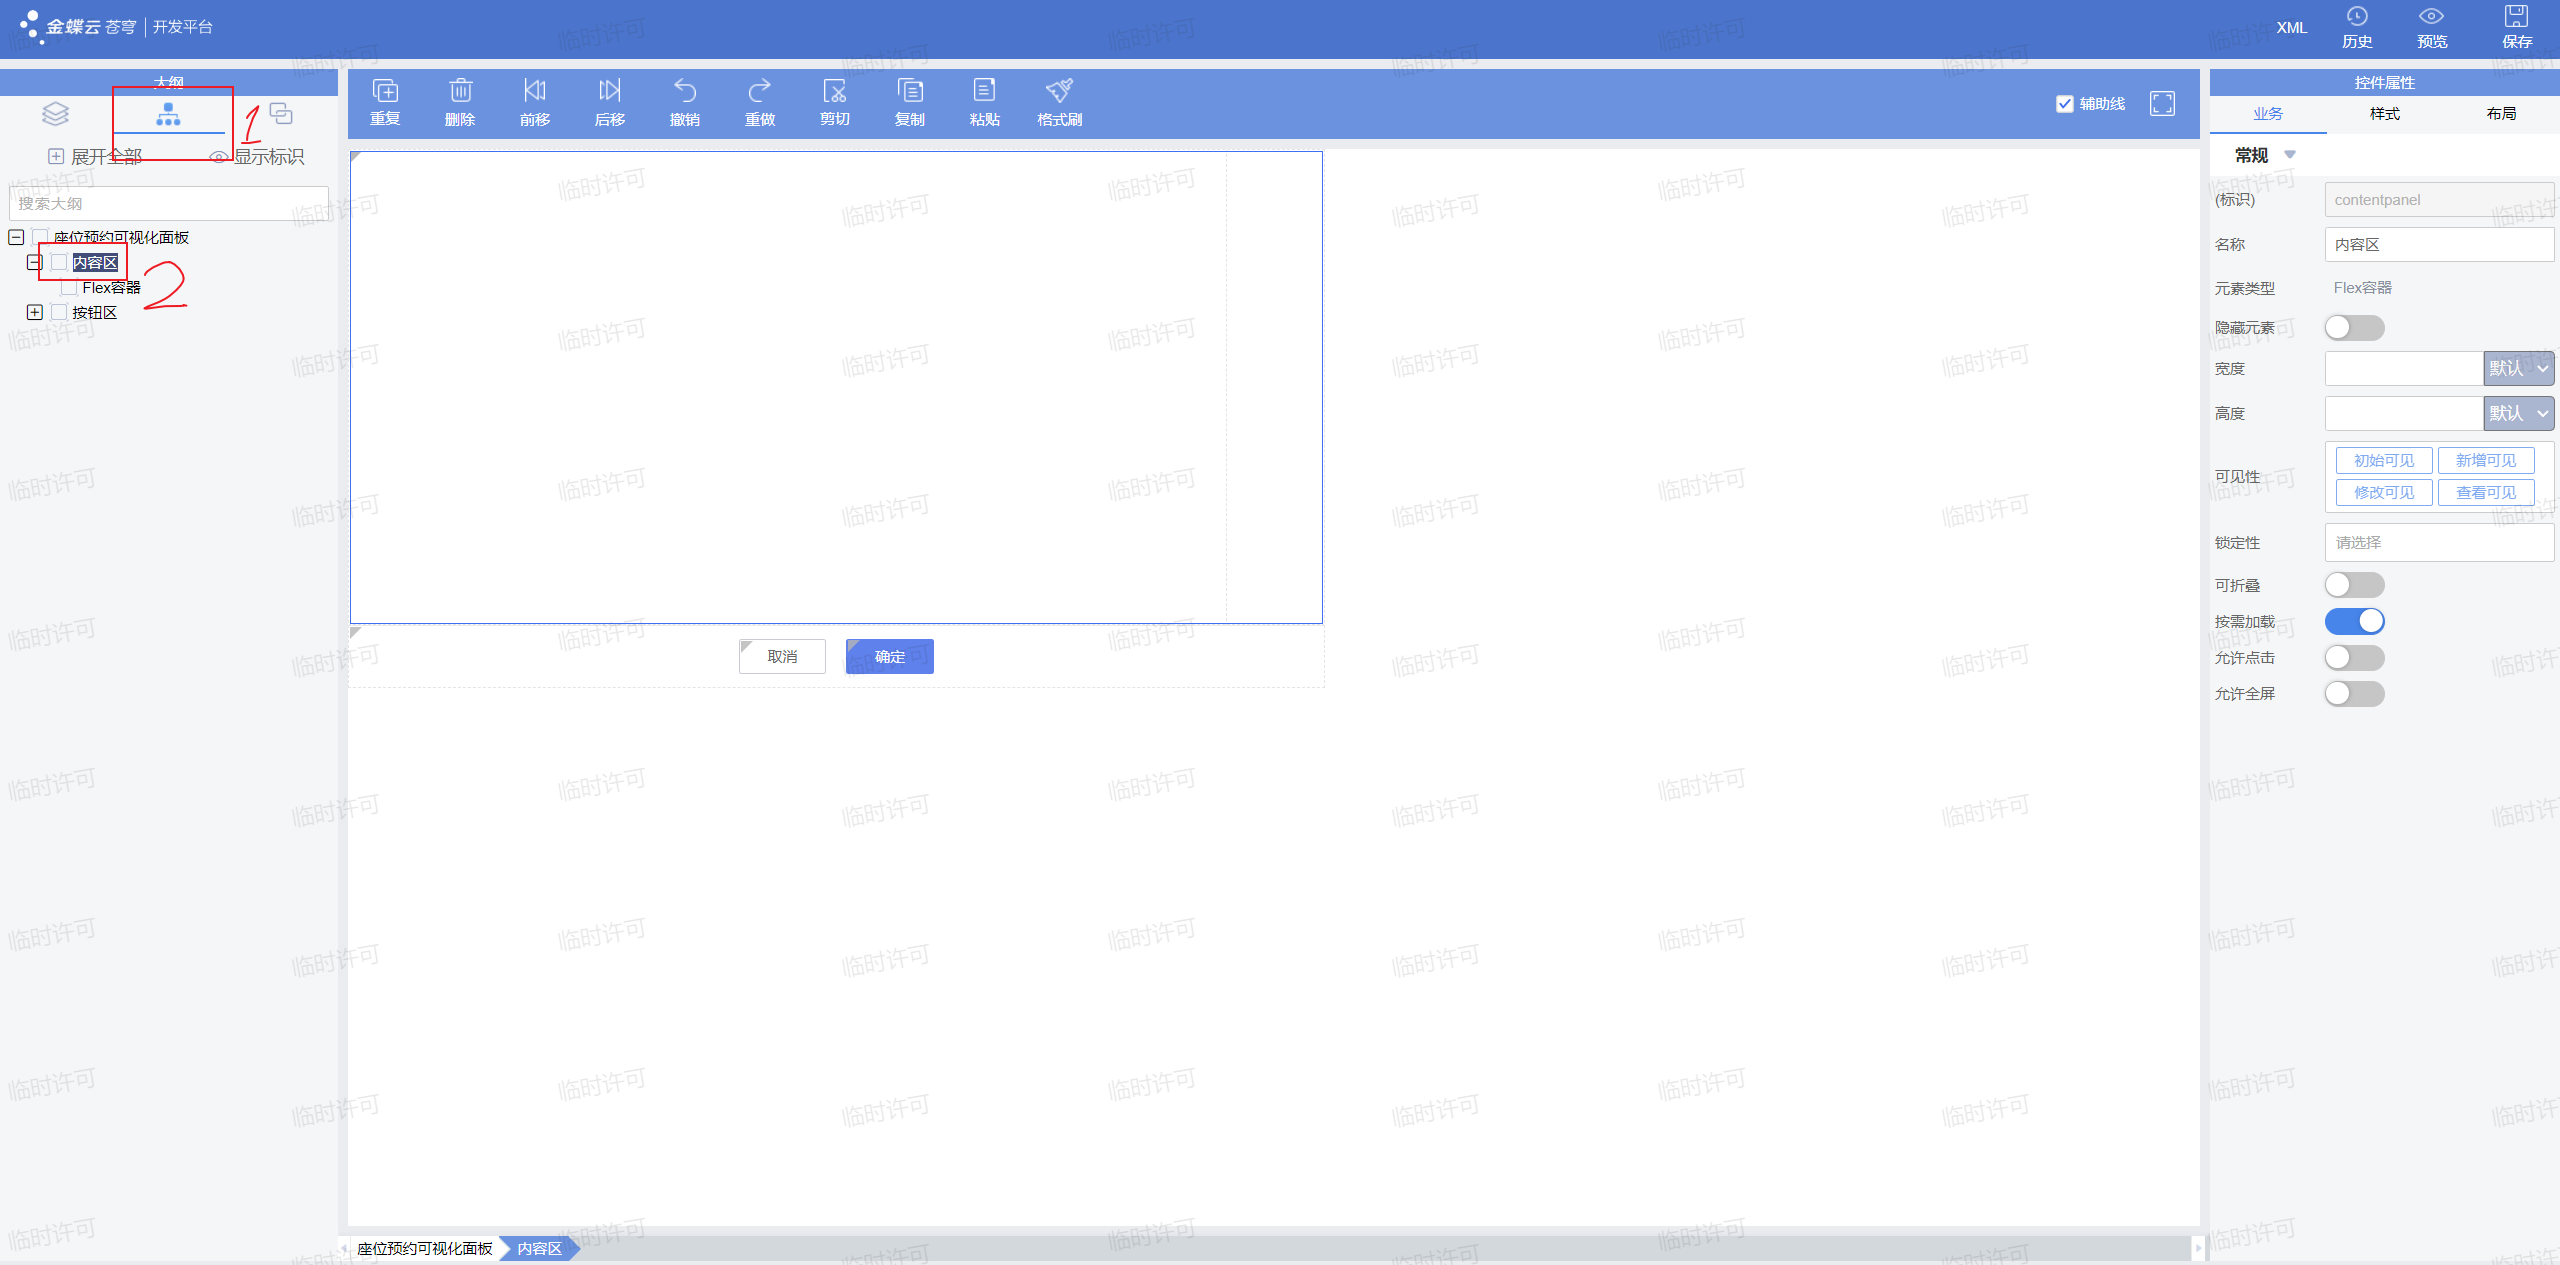 金蝶云 苍穹 | 开发平台
XML
历史
预览
保存
大纲
1
展开全部
显示标识
搜索大纲
座位预约可视化面板
内容区
2
Flex容器
按钮区
重复
删除
前移
后移
撤销
重做
剪切
复制
粘贴
格式刷
辅助线
取消
确定
座位预约可视化面板
内容区
控件属性
业务
样式
布局
常规
(标识)
contentpanel
名称
内容区
元素类型
Flex容器
隐藏元素
宽度
默认
高度
默认
可见性
初始可见
新增可见
修改可见
查看可见
锁定性
请选择
可折叠
按需加载
允许点击
允许全屏
临时许可